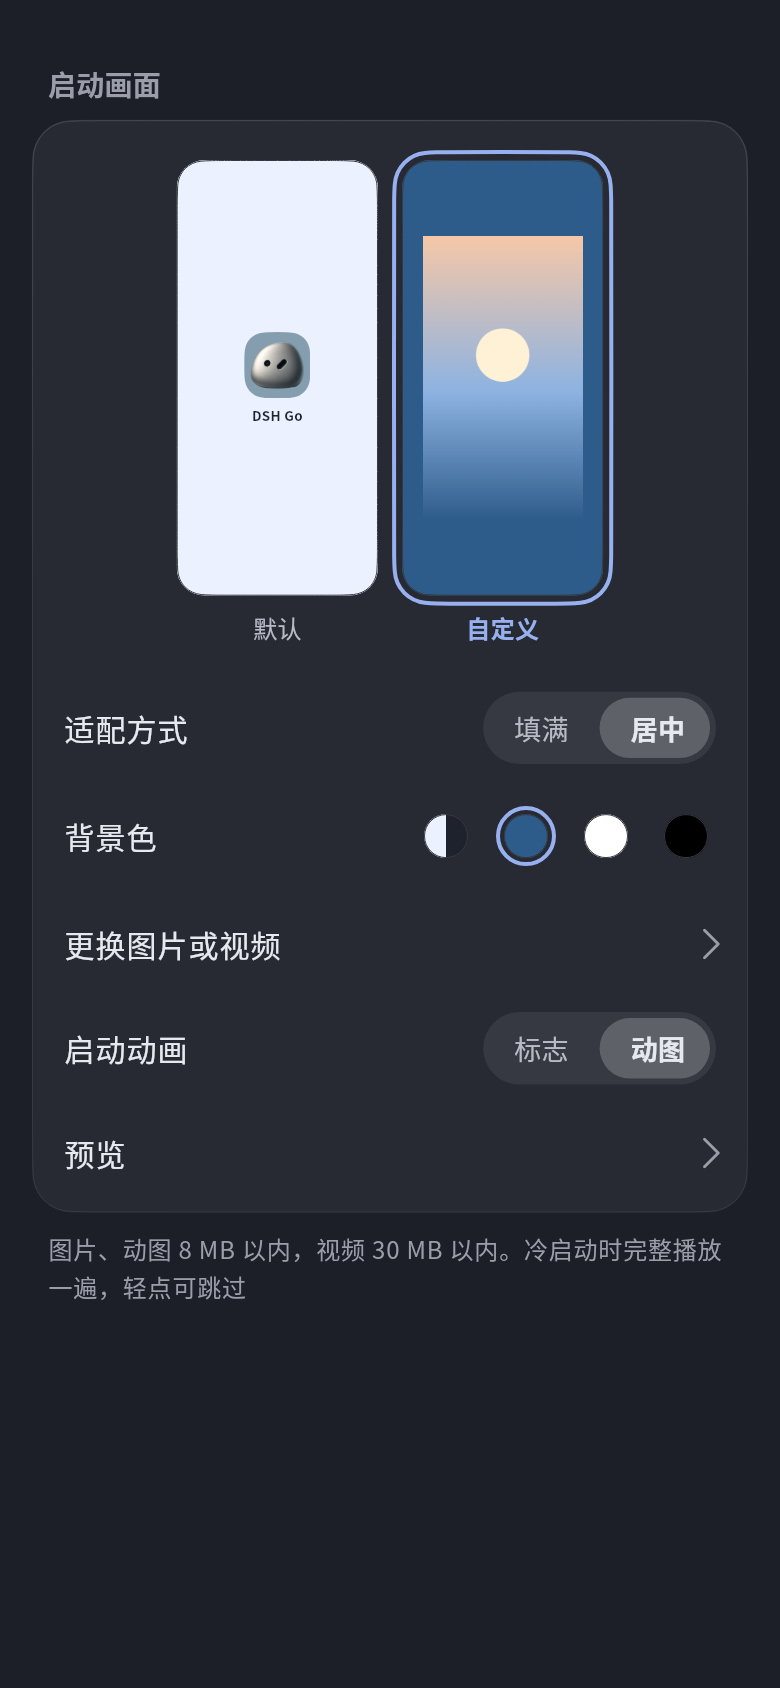 启动画面
DSH Go
默认
自定义
适配方式
填满
居中
背景色
更换图片或视频
启动动画
标志
动图
预览
图片、动图 8 MB 以内，视频 30 MB 以内。冷启动时完整播放
一遍，轻点可跳过